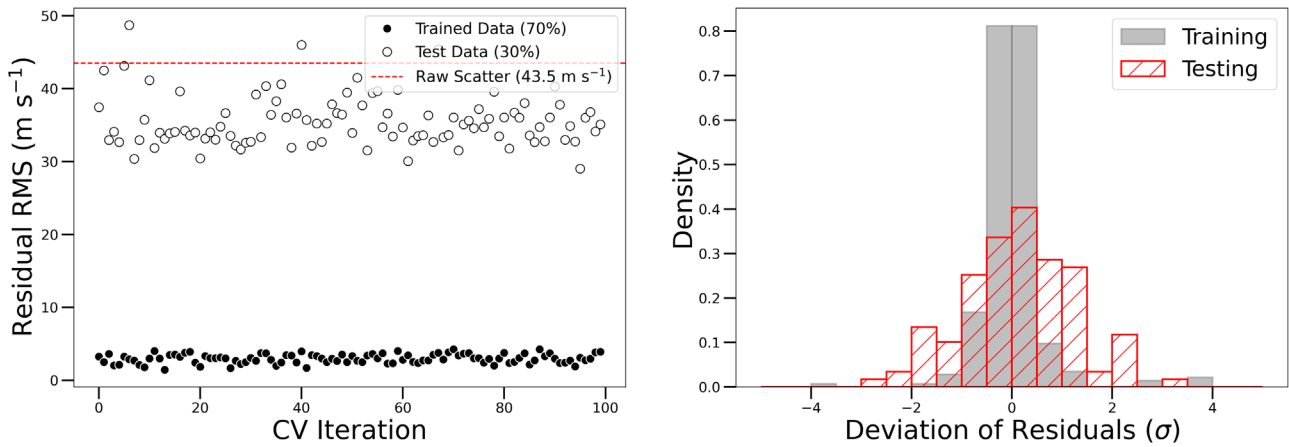 50
40
30
20
10
0
Residual RMS (m s⁻¹)
Trained Data (70%)
Test Data (30%)
Raw Scatter (43.5 m s⁻¹)
0
20
40
60
80
100
CV Iteration
0.8
0.7
0.6
0.5
0.4
0.3
0.2
0.1
0.0
Density
Training
Testing
−4
−2
0
2
4
Deviation of Residuals (σ)